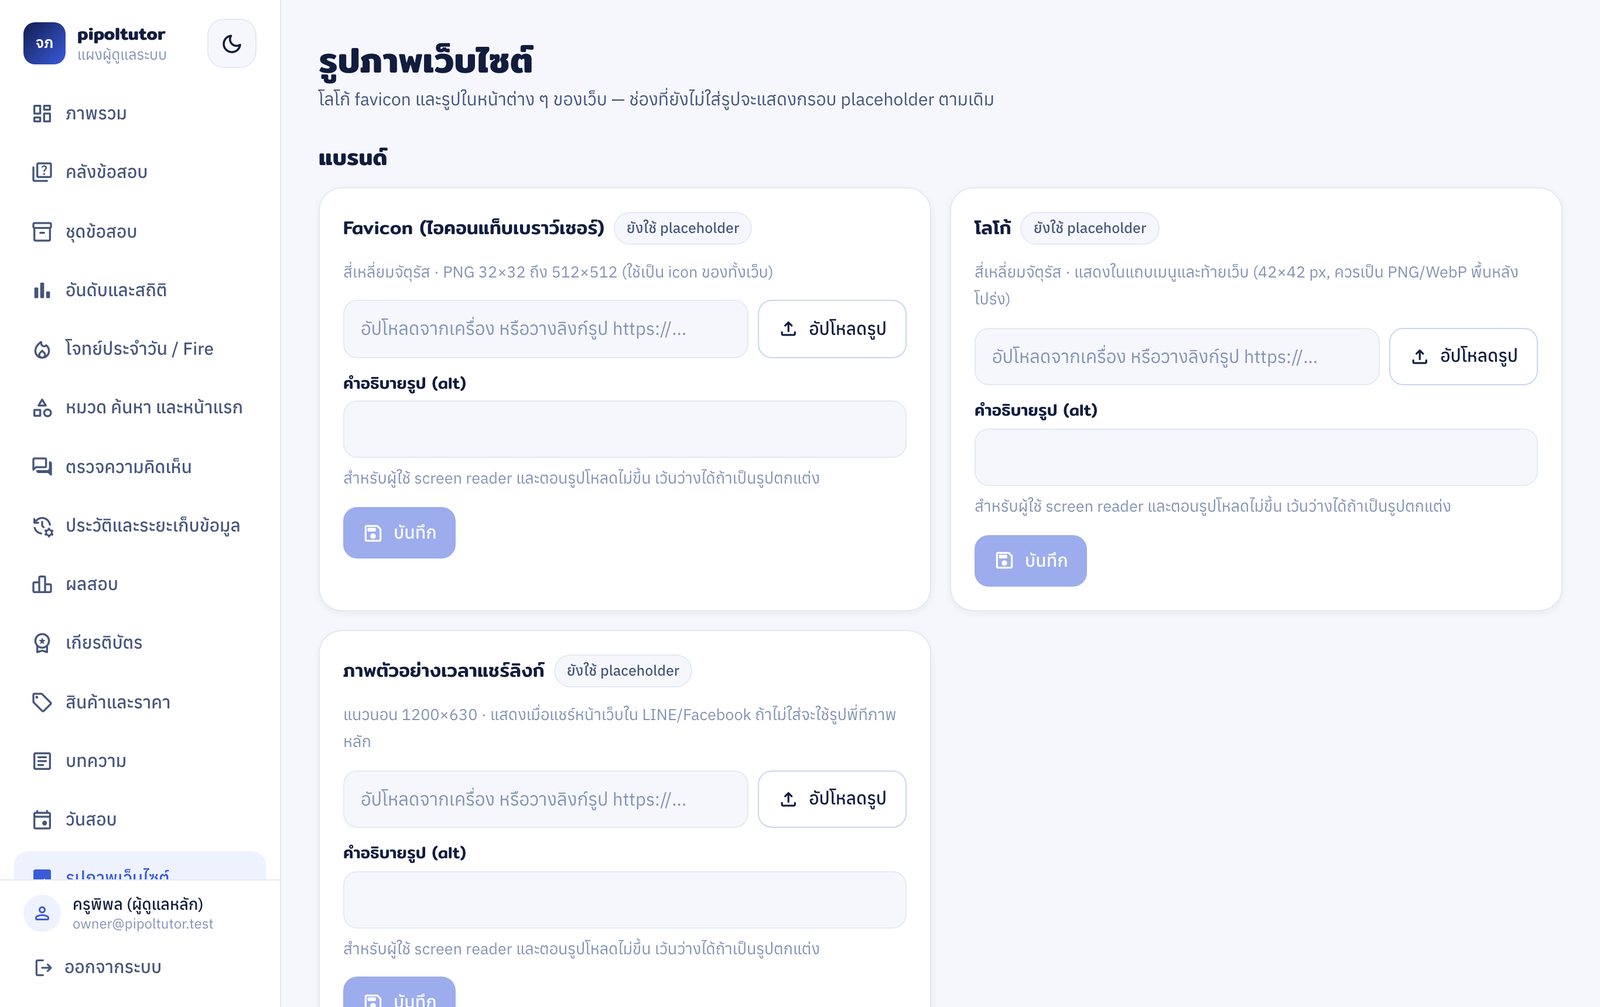 จภ
pipoltutor
แผงผู้ดูแลระบบ
ภาพรวม
คลังข้อสอบ
ชุดข้อสอบ
อันดับและสถิติ
โจทย์ประจำวัน / Fire
หมวด ค้นหา และหน้าแรก
ตรวจความคิดเห็น
ประวัติและระยะเก็บข้อมูล
ผลสอบ
เกียรติบัตร
สินค้าและราคา
บทความ
วันสอบ
รูปภาพเว็บไซต์
ครูพิพล (ผู้ดูแลหลัก)
owner@pipoltutor.test
ออกจากระบบ
รูปภาพเว็บไซต์
โลโก้ favicon และรูปในหน้าต่าง ๆ ของเว็บ — ช่องที่ยังไม่ใส่รูปจะแสดงกรอบ placeholder ตามเดิม
แบรนด์
Favicon (ไอคอนแท็บเบราว์เซอร์) ยังใช้ placeholder
สี่เหลี่ยมจัตุรัส · PNG 32×32 ถึง 512×512 (ใช้เป็น icon ของทั้งเว็บ)
อัปโหลดจากเครื่อง หรือวางลิงก์รูป https://... อัปโหลดรูป
คำอธิบายรูป (alt)
สำหรับผู้ใช้ screen reader และตอนรูปโหลดไม่ขึ้น เว้นว่างได้ถ้าเป็นรูปตกแต่ง
บันทึก
โลโก้ ยังใช้ placeholder
สี่เหลี่ยมจัตุรัส · แสดงในแถบเมนูและท้ายเว็บ (42×42 px, ควรเป็น PNG/WebP พื้นหลัง
โปร่ง)
อัปโหลดจากเครื่อง หรือวางลิงก์รูป https://... อัปโหลดรูป
คำอธิบายรูป (alt)
สำหรับผู้ใช้ screen reader และตอนรูปโหลดไม่ขึ้น เว้นว่างได้ถ้าเป็นรูปตกแต่ง
บันทึก
ภาพตัวอย่างเวลาแชร์ลิงก์ ยังใช้ placeholder
แนวนอน 1200×630 · แสดงเมื่อแชร์หน้าเว็บใน LINE/Facebook ถ้าไม่ใส่จะใช้รูปพี่ทีภาพ
หลัก
อัปโหลดจากเครื่อง หรือวางลิงก์รูป https://... อัปโหลดรูป
คำอธิบายรูป (alt)
สำหรับผู้ใช้ screen reader และตอนรูปโหลดไม่ขึ้น เว้นว่างได้ถ้าเป็นรูปตกแต่ง
บันทึก